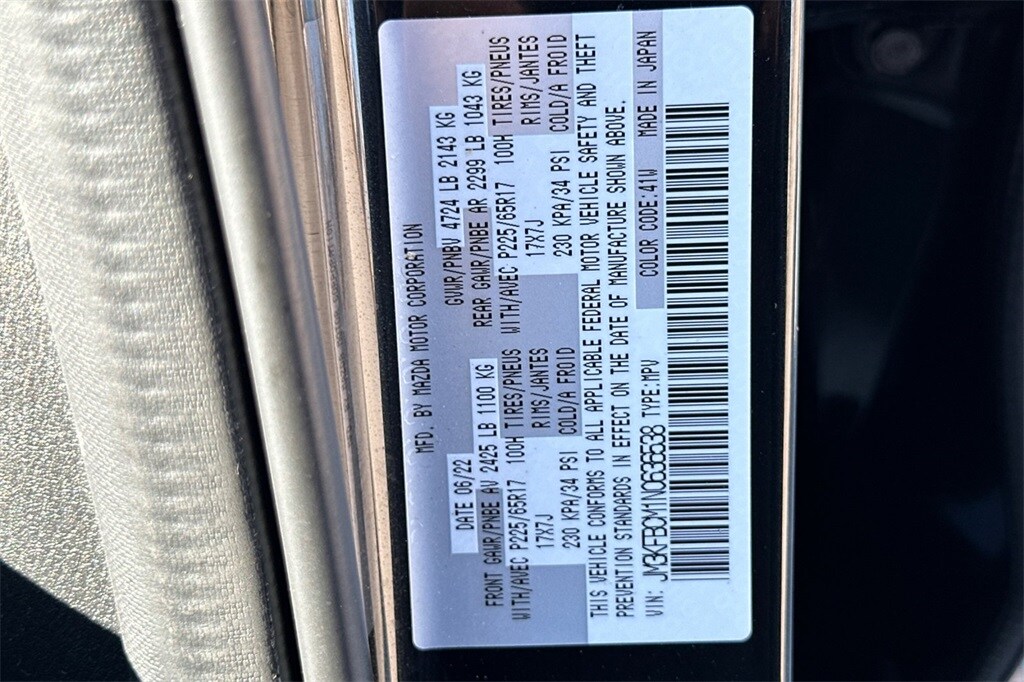 MFD. BY MAZDA MOTOR CORPORATION
DATE 06/22 GVWR/PNBV 4724 LB 2143 KG
FRONT GAWR/PNBE AV 2425 LB 1100 KG REAR GAWR/PNBE AR 2299 LB 1043 KG
WITH/AVEC P225/65R17 100H TIRES/PNEUS WITH/AVEC P225/65R17 100H TIRES/PNEUS
17X7J RIMS/JANTES 17X7J RIMS/JANTES
230 KPA/34 PSI COLD/A FROID 230 KPA/34 PSI COLD/A FROID
THIS VEHICLE CONFORMS TO ALL APPLICABLE FEDERAL MOTOR VEHICLE SAFETY AND THEFT
PREVENTION STANDARDS IN EFFECT ON THE DATE OF MANUFACTURE SHOWN ABOVE.
VIN: JM3KFBCM1N0636538 TYPE:MPV COLOR CODE:41W MADE IN JAPAN